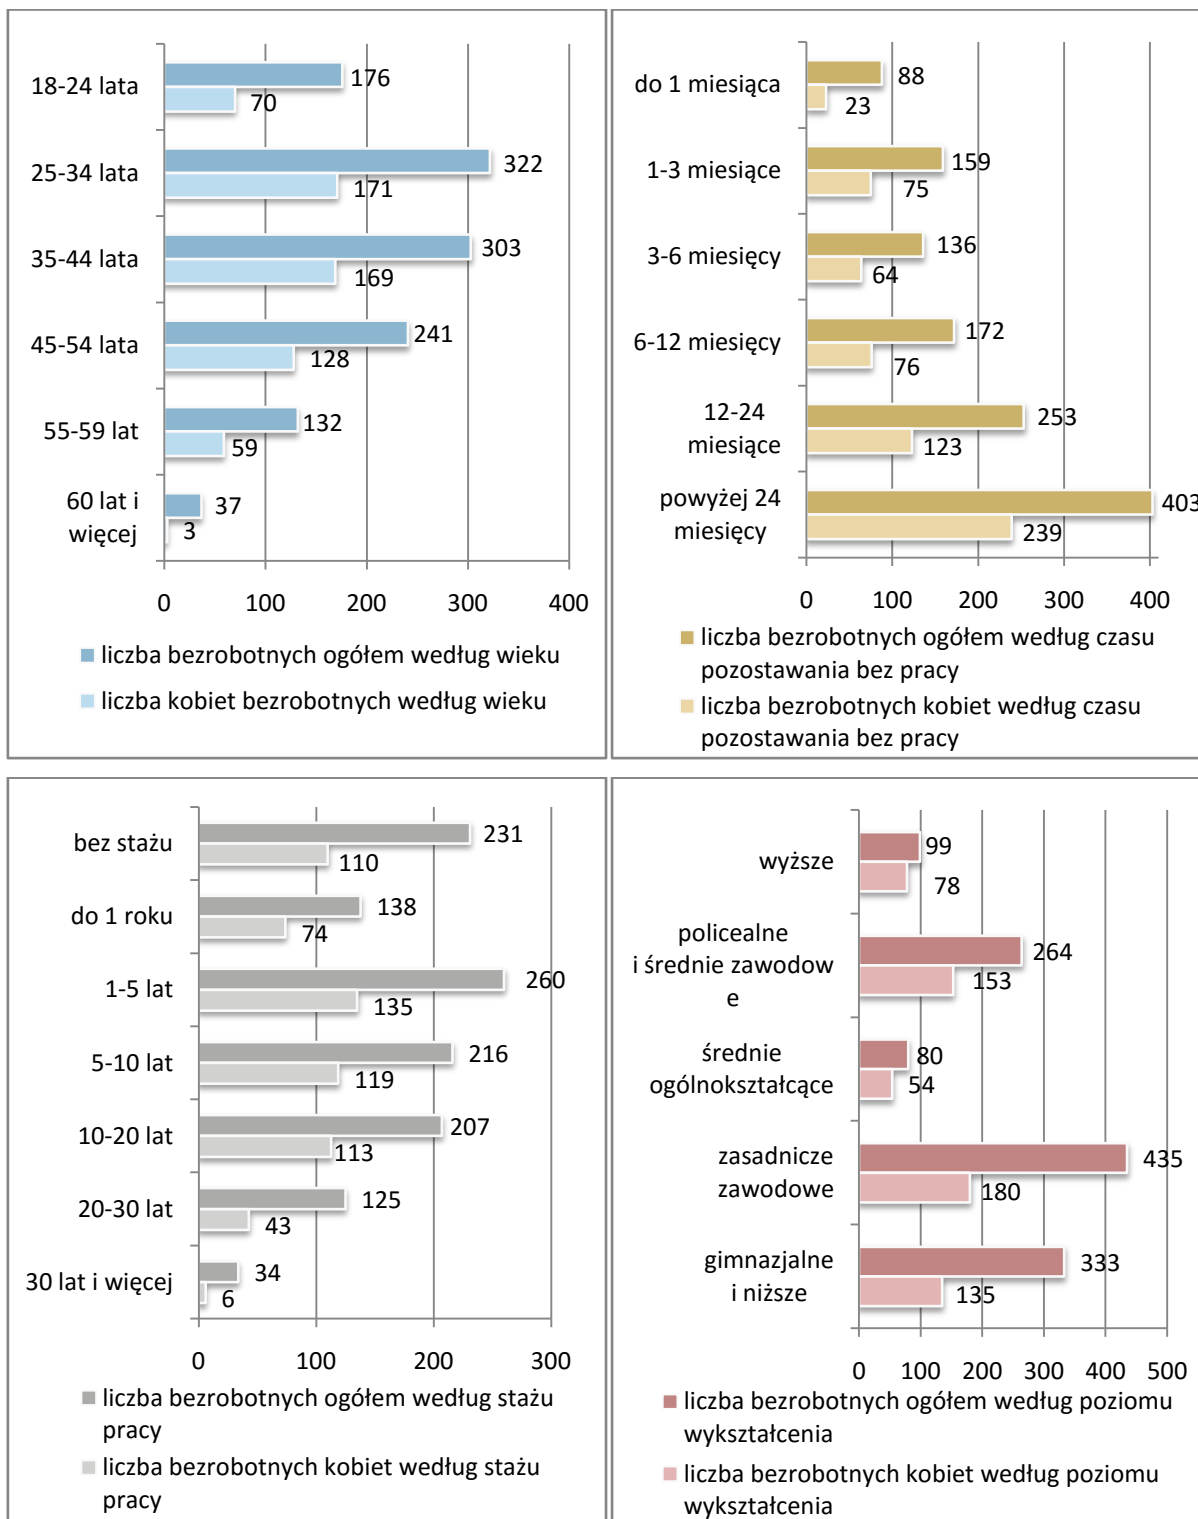 18-24 lata
176
70
25-34 lata
322
171
35-44 lata
303
169
45-54 lata
241
128
55-59 lat
132
59
60 lat i
więcej
37
3
0 100 200 300 400
liczba bezrobotnych ogółem według wieku
liczba kobiet bezrobotnych według wieku
do 1 miesiąca
88
23
1-3 miesiące
159
75
3-6 miesięcy
136
64
6-12 miesięcy
172
76
12-24
miesiące
253
123
powyżej 24
miesięcy
403
239
0 100 200 300 400
liczba bezrobotnych ogółem według czasu
pozostawania bez pracy
liczba bezrobotnych kobiet według czasu
pozostawania bez pracy
bez stażu
231
110
do 1 roku
138
74
1-5 lat
260
135
5-10 lat
216
119
10-20 lat
207
113
20-30 lat
125
43
30 lat i więcej
34
6
0 100 200 300
liczba bezrobotnych ogółem według stażu
pracy
liczba bezrobotnych kobiet według stażu
pracy
wyższe
99
78
policealne
i średnie zawodow
e
264
153
średnie
ogólnokształcące
80
54
zasadnicze
zawodowe
435
180
gimnazjalne
i niższe
333
135
0 100 200 300 400 500
liczba bezrobotnych ogółem według poziomu
wykształcenia
liczba bezrobotnych kobiet według poziomu
wykształcenia